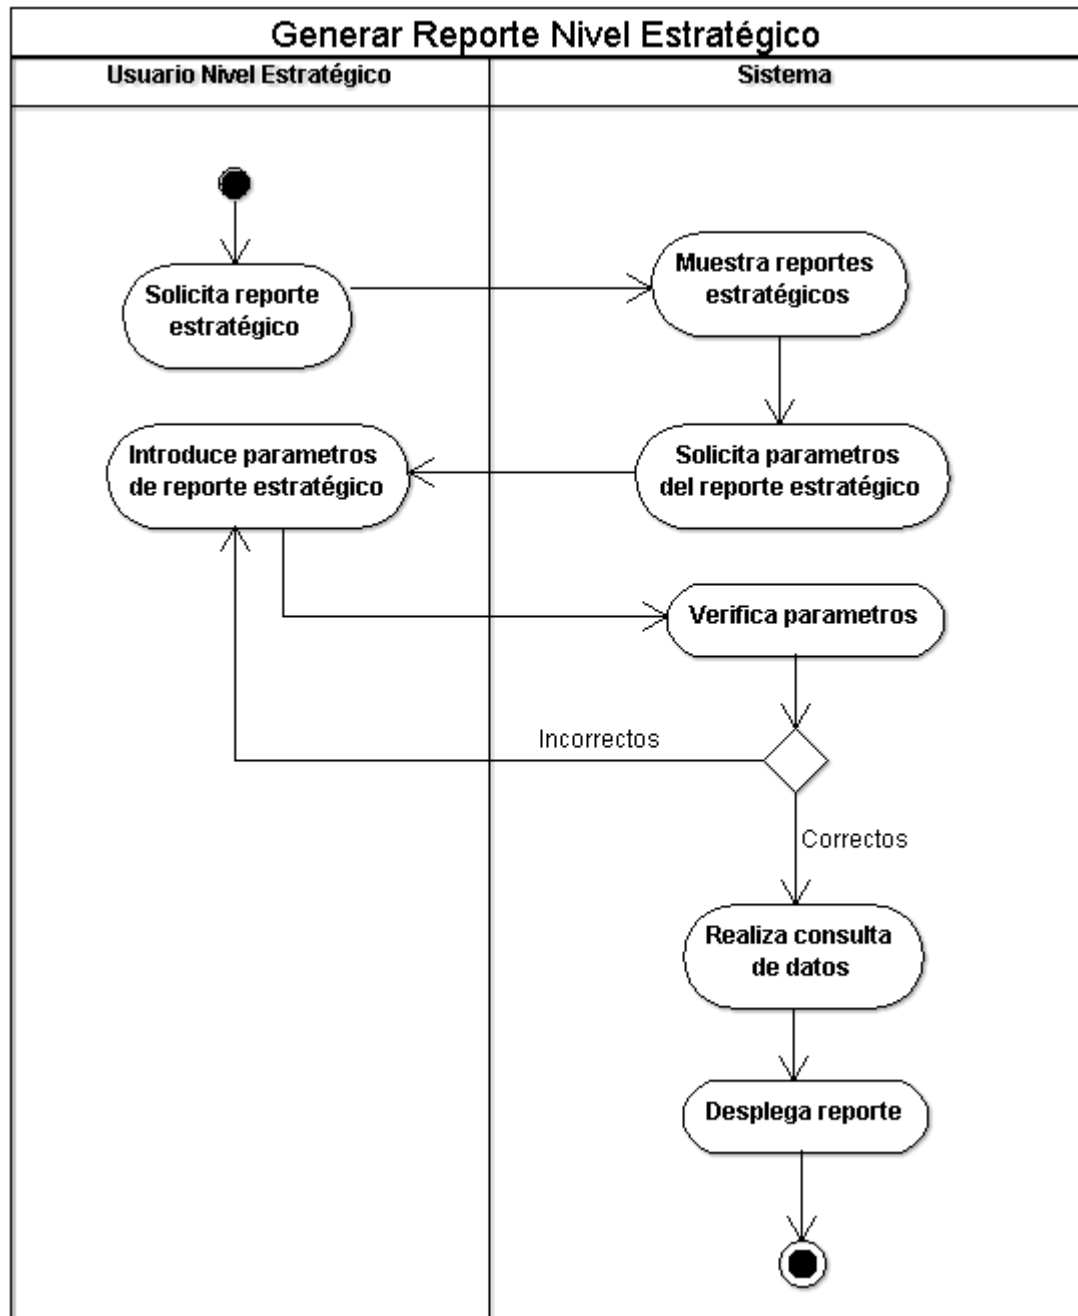 Generar Reporte Nivel Estratégico
Usuario Nivel Estratégico
Sistema
Solicita reporte
estratégico
Muestra reportes
estratégicos
Introduce parametros
de reporte estratégico
Solicita parametros
del reporte estratégico
Verifica parametros
Incorrectos
Correctos
Realiza consulta
de datos
Desplega reporte